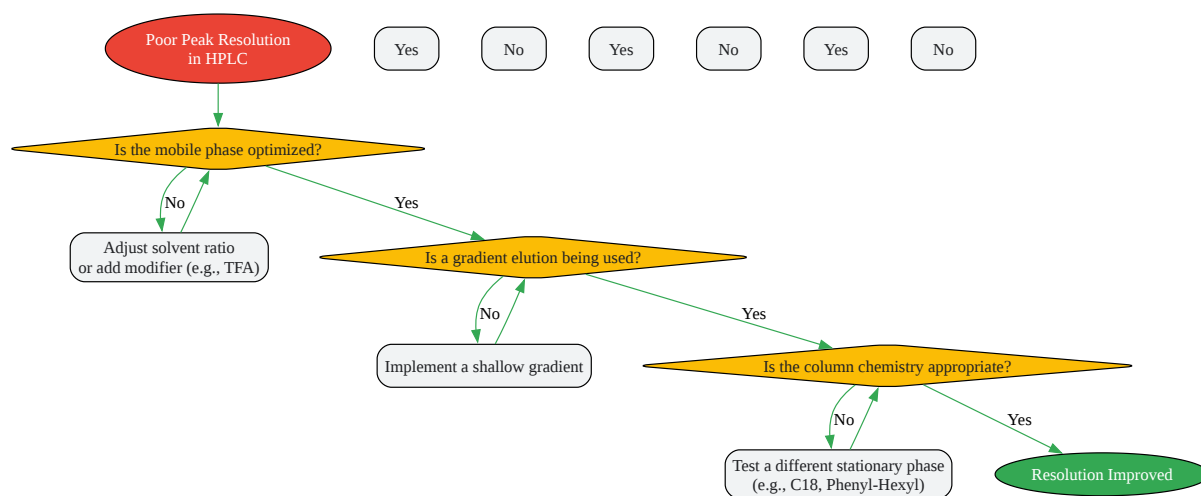 Poor Peak Resolution
in HPLC
Yes
No
Yes
No
Yes
No
Is the mobile phase optimized?
No
Yes
Adjust solvent ratio
or add modifier (e.g., TFA)
Is a gradient elution being used?
No
Yes
Implement a shallow gradient
Is the column chemistry appropriate?
No
Yes
Test a different stationary phase
(e.g., C18, Phenyl-Hexyl)
Resolution Improved